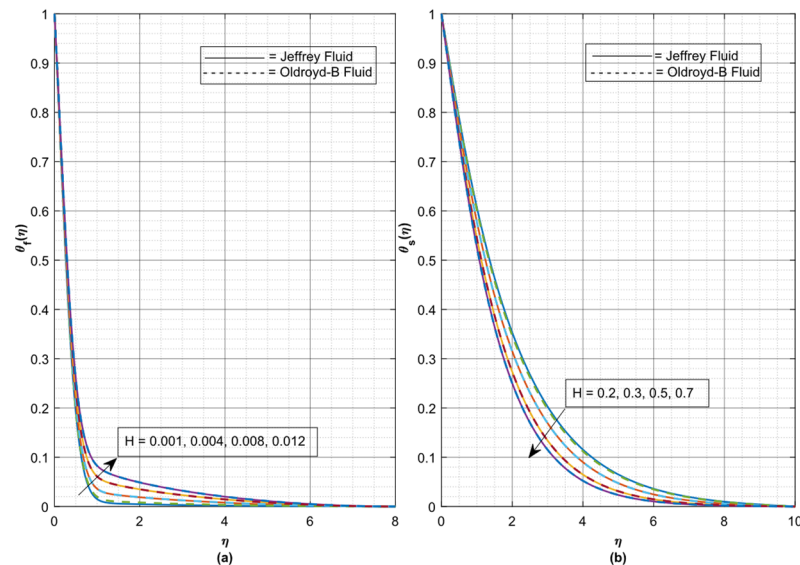 = Jeffrey Fluid
= Oldroyd-B Fluid
H = 0.001, 0.004, 0.008, 0.012
θf(η)
1
0.9
0.8
0.7
0.6
0.5
0.4
0.3
0.2
0.1
0
0 2 4 6 8
η
(a)
= Jeffrey Fluid
= Oldroyd-B Fluid
H = 0.2, 0.3, 0.5, 0.7
θs(η)
1
0.9
0.8
0.7
0.6
0.5
0.4
0.3
0.2
0.1
0
0 2 4 6 8 10
η
(b)